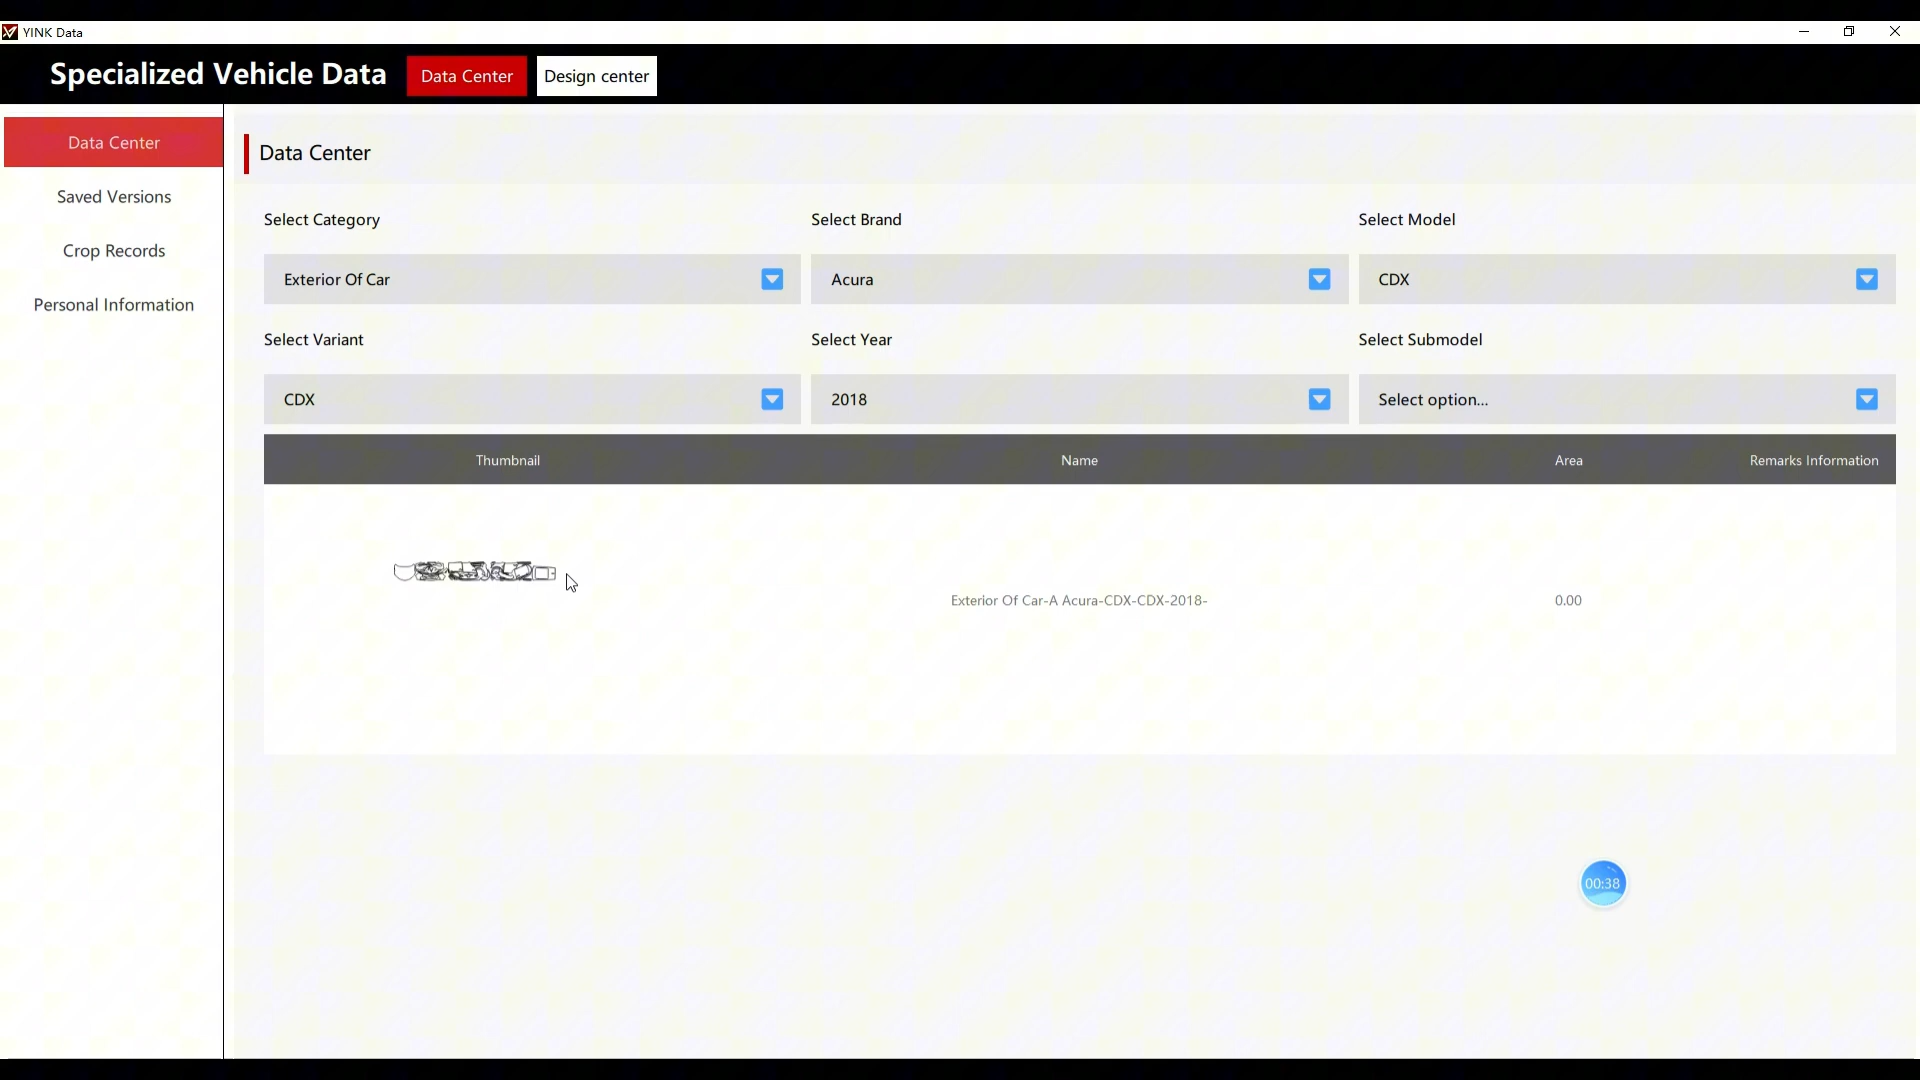 YINK Data
Specialized Vehicle Data
Data Center
Design center
Data Center
Saved Versions
Crop Records
Personal Information
Data Center
Select Category
Select Brand
Select Model
Exterior Of Car
Acura
CDX
Select Variant
Select Year
Select Submodel
CDX
2018
Select option...
Thumbnail
Name
Area
Remarks Information
Exterior Of Car-A Acura-CDX-CDX-2018-
0.00
00:38